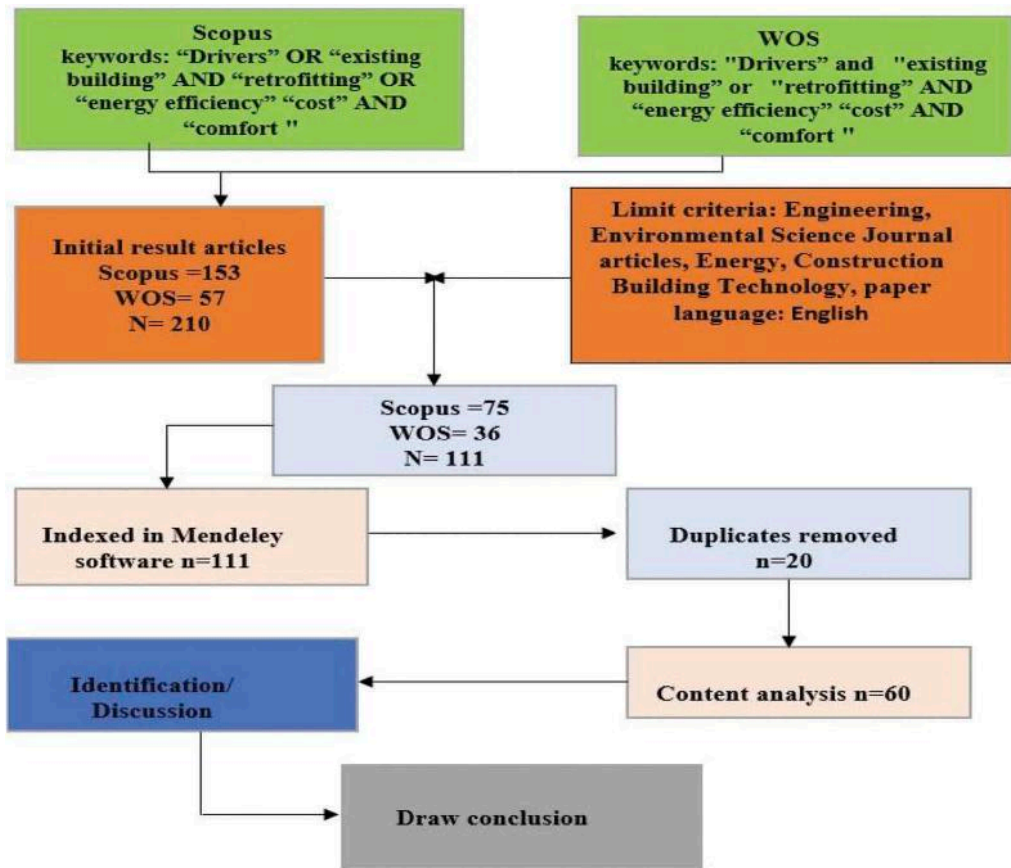 Scopus
keywords: “Drivers” OR “existing
building” AND “retrofitting” OR
“energy efficiency” “cost” AND
“comfort "
WOS
keywords: "Drivers” and "existing
building” or "retrofitting” AND
“energy efficiency” “cost” AND
“comfort "
Initial result articles
Scopus =153
WOS= 57
N= 210
Limit criteria: Engineering,
Environmental Science Journal
articles, Energy, Construction
Building Technology, paper
language: English
Scopus =75
WOS= 36
N= 111
Indexed in Mendeley
software n=111
Duplicates removed
n=20
Content analysis n=60
Identification/
Discussion
Draw conclusion